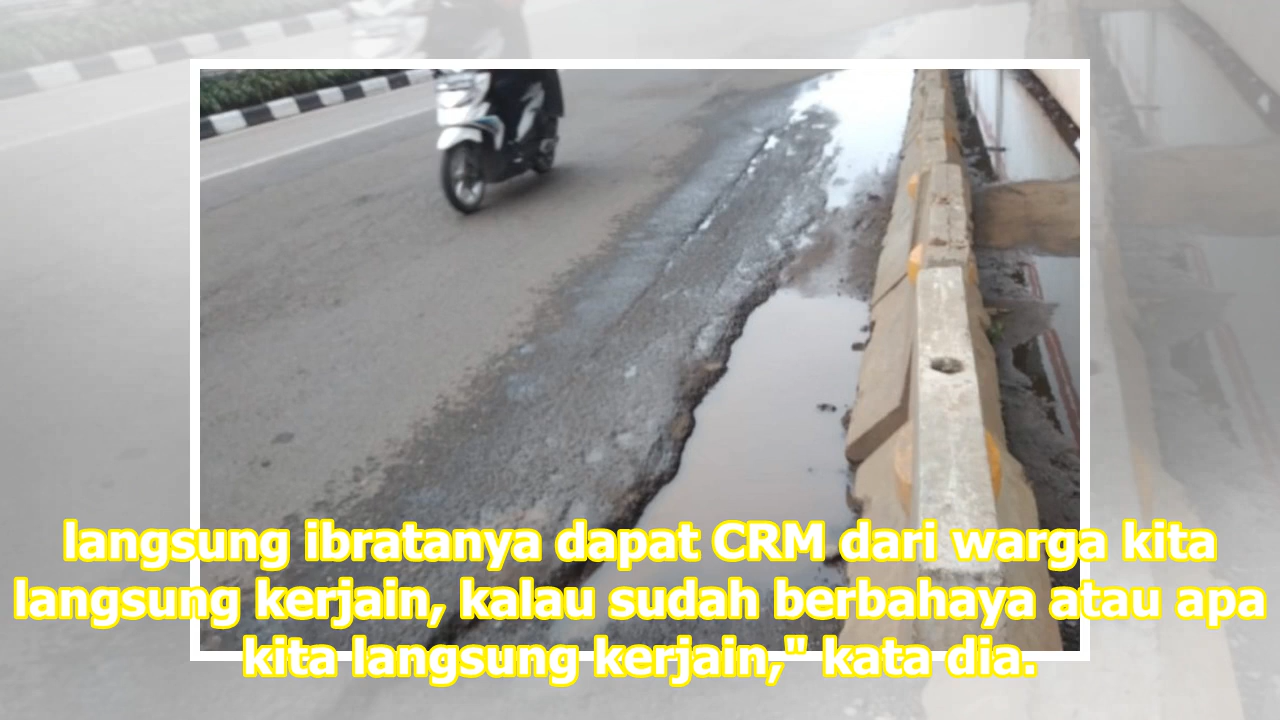 langsung ibratanya dapat CRM dari warga kita
langsung kerjain, kalau sudah berbahaya atau apa
kita langsung kerjain," kata dia.